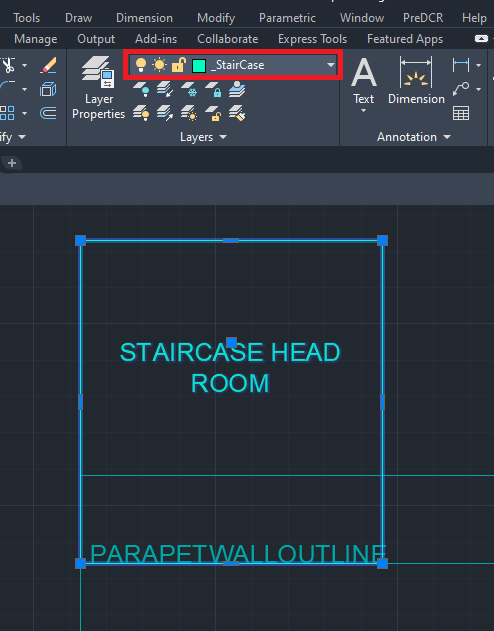 Tools Draw Dimension Modify Parametric Window PreDCR Help
Manage Output Add-ins Collaborate Express Tools Featured Apps
_StairCase
Layer
Properties
Text
Dimension
Layers
Annotation
STAIRCASE HEAD
ROOM
PARAPETWALLOUTLINE